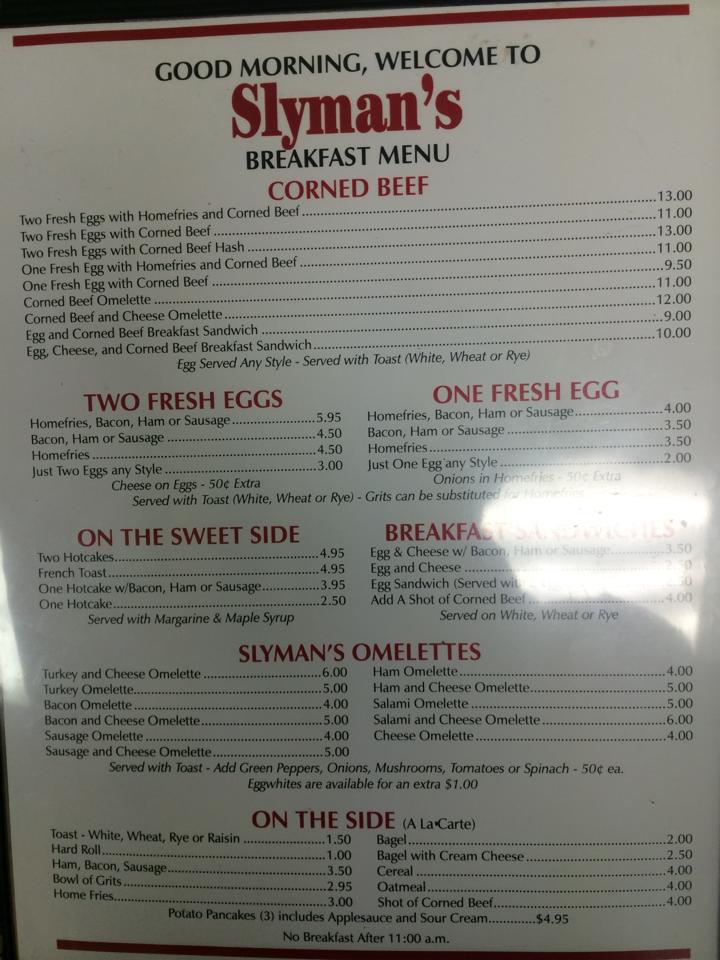 GOOD MORNING, WELCOME TO
Slyman's
BREAKFAST MENU
CORNED BEEF
Two Fresh Eggs with Homefries and Corned Beef 13.00
Two Fresh Eggs with Corned Beef 11.00
Two Fresh Eggs with Corned Beef Hash 13.00
One Fresh Egg with Homefries and Corned Beef 11.00
One Fresh Egg with Corned Beef 9.50
Corned Beef Omelette 11.00
Corned Beef and Cheese Omelette 12.00
Egg and Corned Beef Breakfast Sandwich 9.00
Egg, Cheese, and Corned Beef Breakfast Sandwich 10.00
Egg Served Any Style - Served with Toast (White, Wheat or Rye)
TWO FRESH EGGS
Homefries, Bacon, Ham or Sausage 5.95
Bacon, Ham or Sausage 4.50
Homefries 4.50
Just Two Eggs any Style 3.00
Cheese on Eggs - 50¢ Extra
ONE FRESH EGG
Homefries, Bacon, Ham or Sausage 4.00
Bacon, Ham or Sausage 3.50
Homefries 3.50
Just One Egg any Style 2.00
Onions in Homefries - 50¢ Extra
Served with Toast (White, Wheat or Rye) - Grits can be substituted for Homefries
ON THE SWEET SIDE
Two Hotcakes 4.95
French Toast 4.95
One Hotcake w/Bacon, Ham or Sausage 3.95
One Hotcake 2.50
Served with Margarine & Maple Syrup
BREAKFAST SANDWICHES
Egg & Cheese w/ Bacon, Ham or Sausage 3.50
Egg and Cheese
Egg Sandwich (Served with
Add A Shot of Corned Beef 4.00
Served on White, Wheat or Rye
SLYMAN'S OMELETTES
Turkey and Cheese Omelette 6.00
Turkey Omelette 5.00
Bacon Omelette 4.00
Bacon and Cheese Omelette 5.00
Sausage Omelette 4.00
Sausage and Cheese Omelette 5.00
Ham Omelette 4.00
Ham and Cheese Omelette 5.00
Salami Omelette 5.00
Salami and Cheese Omelette 6.00
Cheese Omelette 4.00
Served with Toast - Add Green Peppers, Onions, Mushrooms, Tomatoes or Spinach - 50¢ ea.
Eggwhites are available for an extra $1.00
ON THE SIDE (A La Carte)
Toast - White, Wheat, Rye or Raisin 1.50
Hard Roll 1.00
Ham, Bacon, Sausage 3.50
Bowl of Grits 2.95
Home Fries 3.00
Bagel 2.00
Bagel with Cream Cheese 2.50
Cereal 4.00
Oatmeal 4.00
Shot of Corned Beef 4.00
Potato Pancakes (3) includes Applesauce and Sour Cream $4.95
No Breakfast After 11:00 a.m.